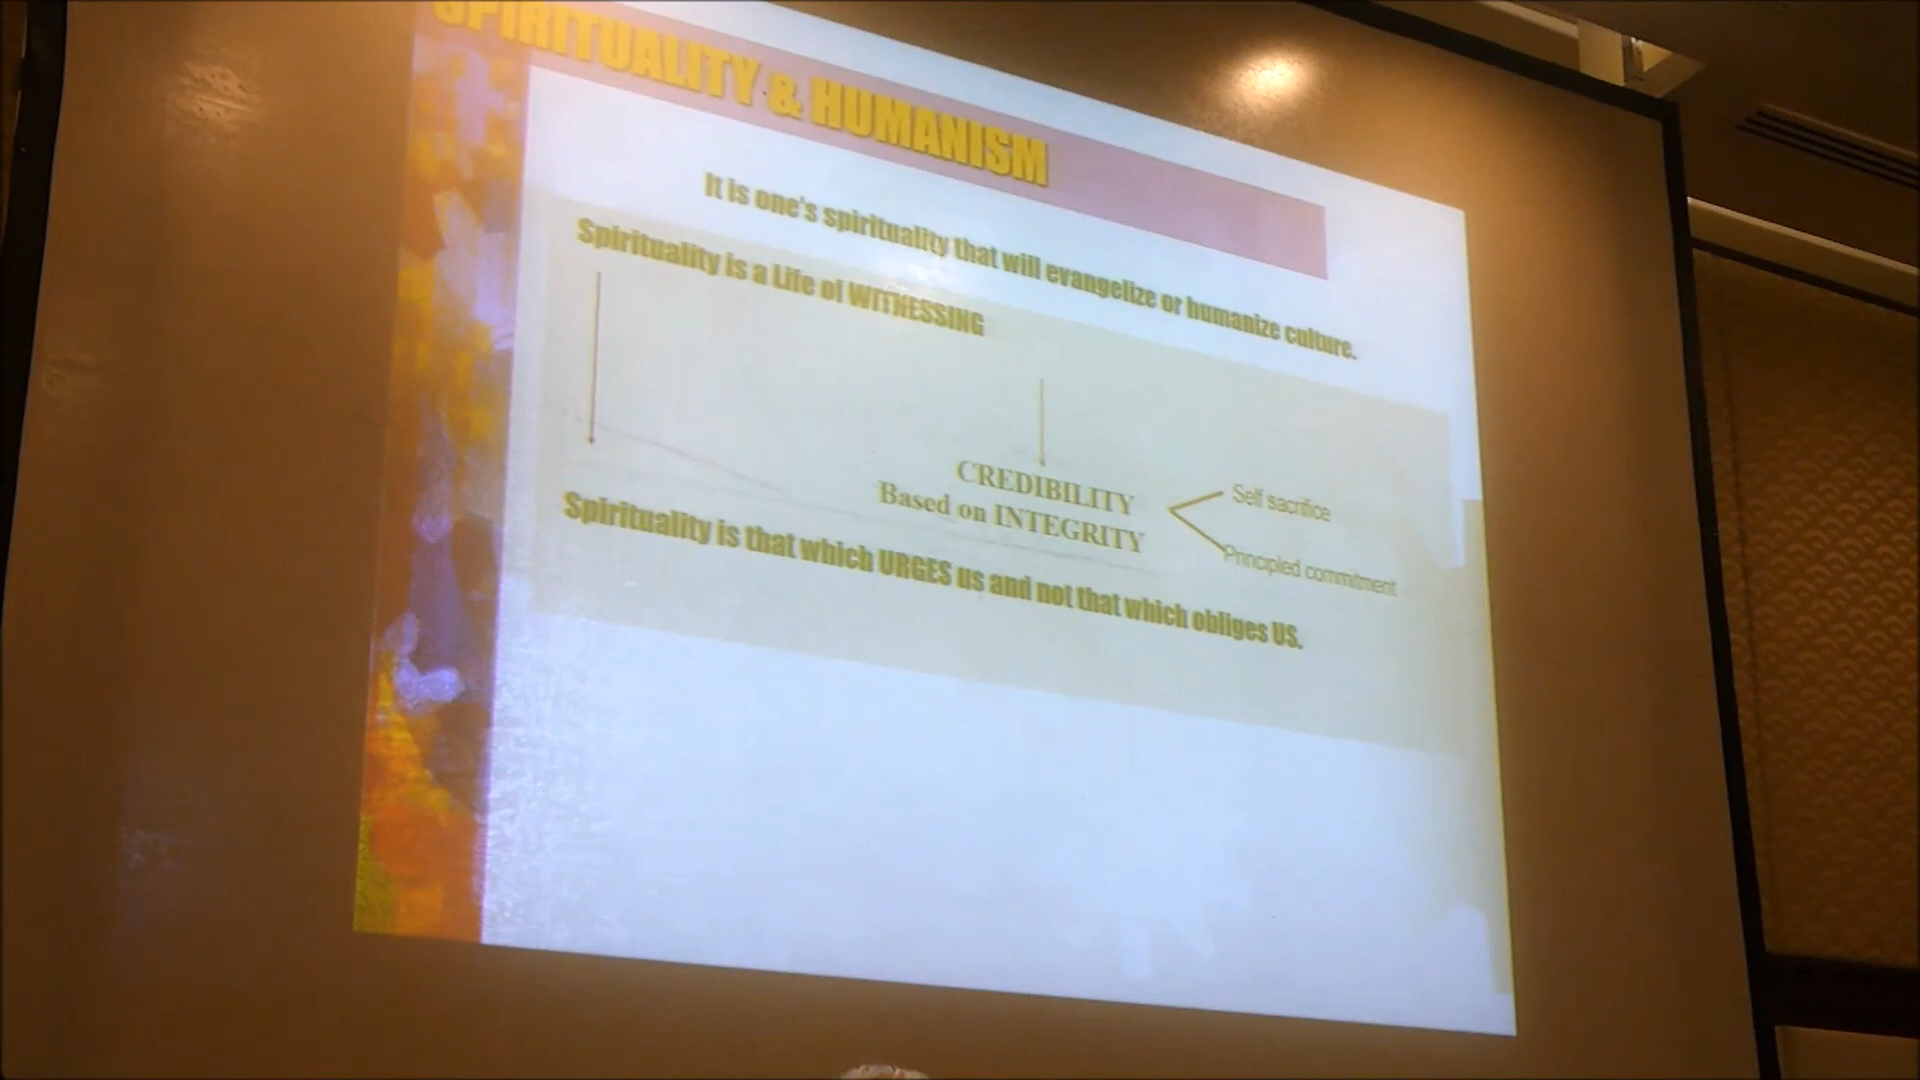 SPIRITUALITY & HUMANISM
It is one's spirituality that will evangelize or humanize culture.
Spirituality is a Life of WITNESSING
CREDIBILITY
Based on INTEGRITY
Self sacrifice
Principled commitment
Spirituality is that which URGES us and not that which obliges US.